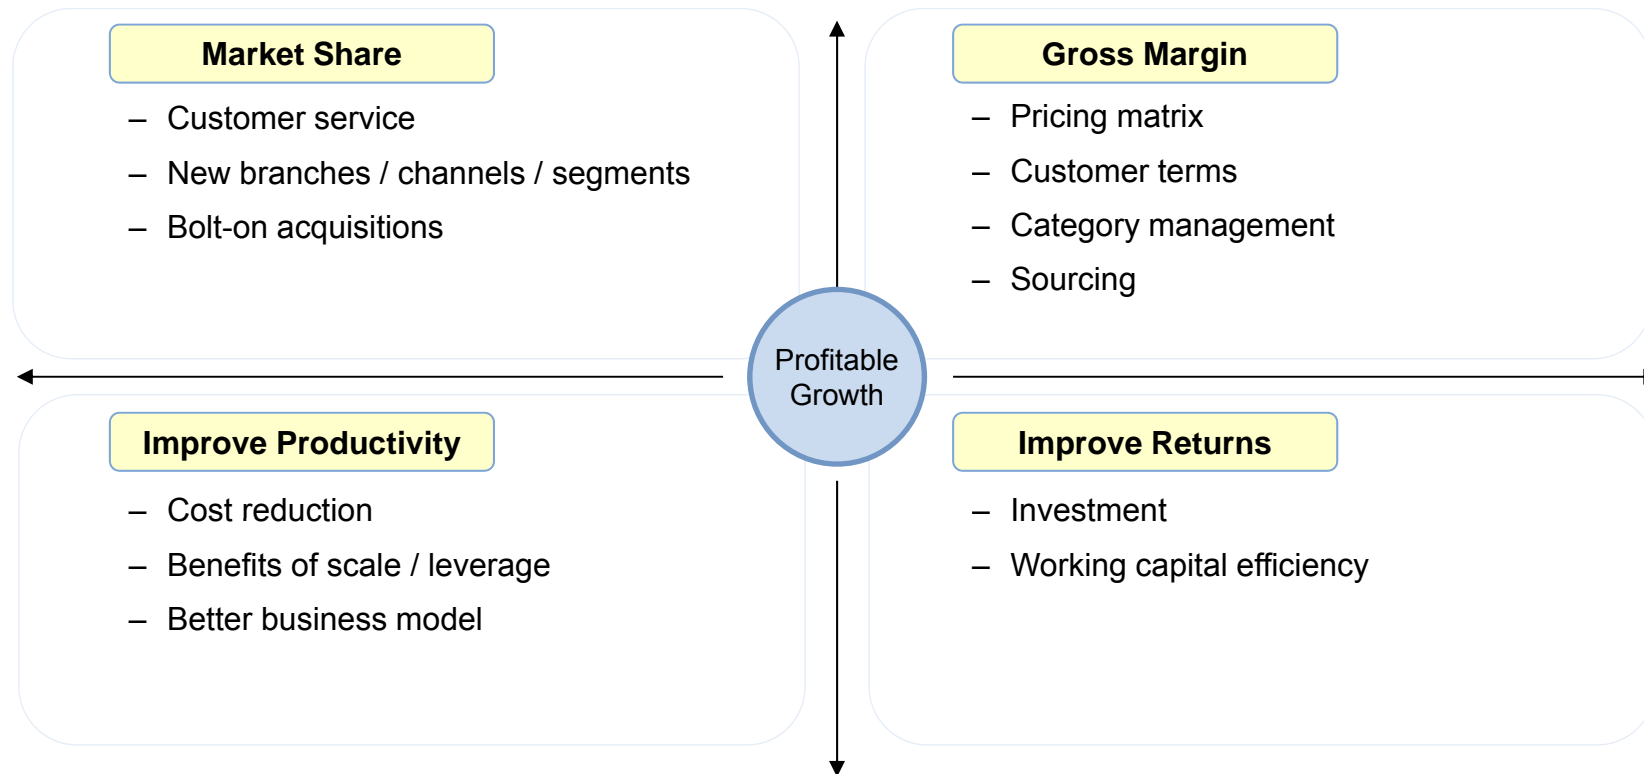 Market Share
– Customer service
– New branches / channels / segments
– Bolt-on acquisitions
Gross Margin
– Pricing matrix
– Customer terms
– Category management
– Sourcing
Profitable
Growth
Improve Productivity
– Cost reduction
– Benefits of scale / leverage
– Better business model
Improve Returns
– Investment
– Working capital efficiency